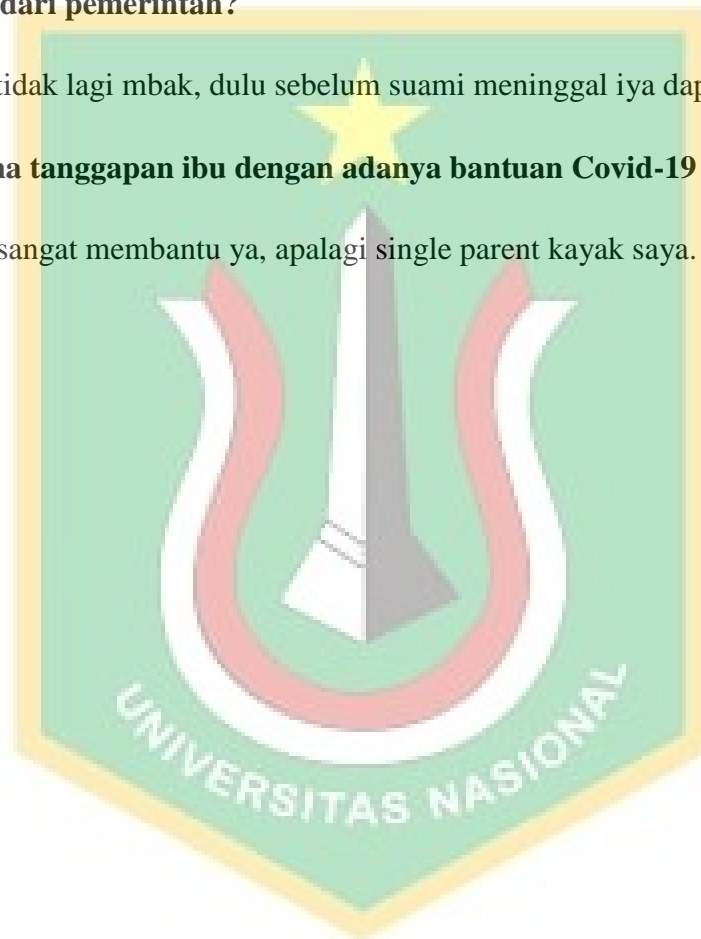 dari pemerintah?
tidak lagi mbak, dulu sebelum suami meninggal iya dap
na tanggapan ibu dengan adanya bantuan Covid-19
sangat membantu ya, apalagi single parent kayak saya.
UNIVERSITAS NASIONAL